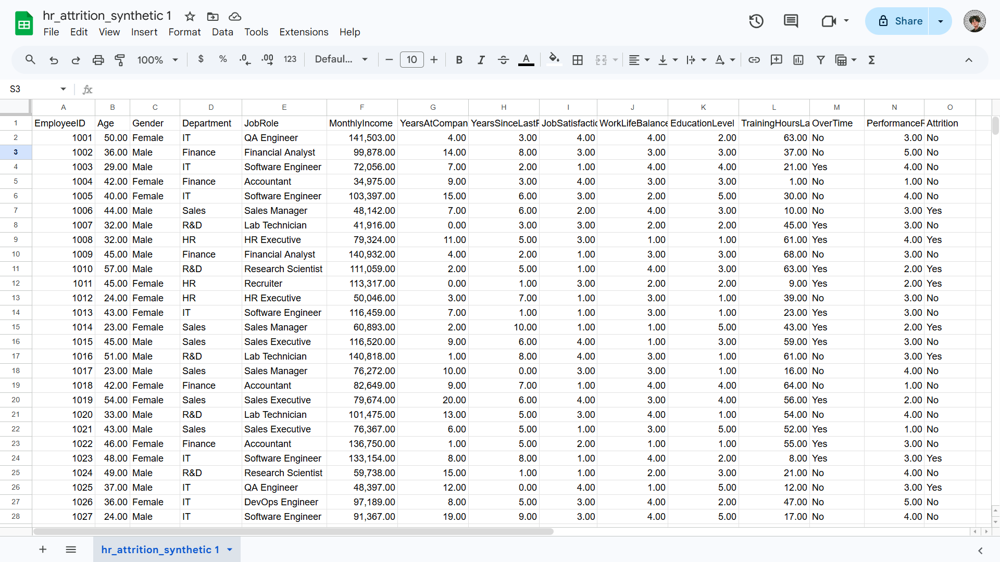 hr_attrition_synthetic 1
File Edit View Insert Format Data Tools Extensions Help
Share
100% $ % .0 .00 123 Defaul... 10 B I A
S3 fx
A B C D E F G H I J K L M N O
1 EmployeeID Age Gender Department JobRole MonthlyIncome YearsAtCompan YearsSinceLastF JobSatisfactio WorkLifeBalance EducationLevel TrainingHoursLa OverTime PerformanceR Attrition
2 1001 50.00 Female IT QA Engineer 141,503.00 4.00 3.00 4.00 4.00 2.00 63.00 No 3.00 No
3 1002 36.00 Male Finance Financial Analyst 99,878.00 14.00 8.00 3.00 3.00 3.00 37.00 No 5.00 No
4 1003 29.00 Male IT Software Engineer 72,056.00 7.00 2.00 1.00 4.00 4.00 21.00 Yes 4.00 No
5 1004 42.00 Female Finance Accountant 34,975.00 9.00 3.00 4.00 3.00 3.00 1.00 No 1.00 No
6 1005 40.00 Female IT Software Engineer 103,397.00 15.00 6.00 3.00 2.00 5.00 30.00 No 4.00 No
7 1006 44.00 Male Sales Sales Manager 48,142.00 7.00 6.00 2.00 4.00 3.00 10.00 No 3.00 Yes
8 1007 32.00 Male R&D Lab Technician 41,916.00 0.00 3.00 3.00 2.00 2.00 45.00 Yes 3.00 No
9 1008 32.00 Male HR HR Executive 79,324.00 11.00 5.00 3.00 1.00 1.00 61.00 Yes 4.00 Yes
10 1009 45.00 Male Finance Financial Analyst 140,932.00 4.00 2.00 1.00 3.00 3.00 68.00 No 3.00 No
11 1010 57.00 Male R&D Research Scientist 111,059.00 2.00 5.00 1.00 4.00 3.00 63.00 Yes 2.00 Yes
12 1011 45.00 Female HR Recruiter 113,317.00 0.00 1.00 3.00 2.00 2.00 9.00 Yes 2.00 Yes
13 1012 24.00 Female HR HR Executive 50,046.00 3.00 7.00 1.00 3.00 1.00 39.00 No 3.00 No
14 1013 43.00 Female IT Software Engineer 116,459.00 7.00 1.00 1.00 3.00 1.00 23.00 Yes 3.00 No
15 1014 23.00 Female Sales Sales Manager 60,893.00 2.00 10.00 1.00 1.00 5.00 43.00 Yes 2.00 Yes
16 1015 45.00 Male Sales Sales Executive 116,520.00 9.00 6.00 4.00 1.00 3.00 59.00 Yes 3.00 No
17 1016 51.00 Male R&D Lab Technician 140,818.00 1.00 8.00 4.00 3.00 1.00 61.00 No 3.00 Yes
18 1017 23.00 Male Sales Sales Manager 76,272.00 10.00 0.00 3.00 3.00 1.00 16.00 No 4.00 No
19 1018 42.00 Female Finance Accountant 82,649.00 9.00 7.00 1.00 4.00 4.00 64.00 No 1.00 No
20 1019 54.00 Female Sales Sales Executive 79,674.00 20.00 6.00 4.00 3.00 4.00 56.00 Yes 2.00 No
21 1020 33.00 Male R&D Lab Technician 101,475.00 13.00 5.00 3.00 4.00 1.00 54.00 No 4.00 No
22 1021 43.00 Male Sales Sales Executive 76,367.00 6.00 5.00 1.00 3.00 5.00 52.00 Yes 1.00 No
23 1022 46.00 Female Finance Accountant 136,750.00 1.00 5.00 2.00 1.00 1.00 55.00 Yes 3.00 No
24 1023 48.00 Female IT Software Engineer 133,154.00 8.00 8.00 1.00 4.00 2.00 8.00 Yes 3.00 Yes
25 1024 49.00 Male R&D Research Scientist 59,738.00 15.00 1.00 1.00 2.00 3.00 21.00 No 4.00 No
26 1025 37.00 Male IT QA Engineer 48,397.00 12.00 0.00 4.00 1.00 5.00 12.00 No 3.00 Yes
27 1026 36.00 Female IT DevOps Engineer 97,189.00 8.00 5.00 3.00 4.00 2.00 47.00 No 5.00 No
28 1027 24.00 Male IT Software Engineer 91,367.00 19.00 9.00 3.00 4.00 5.00 17.00 No 4.00 No
hr_attrition_synthetic 1